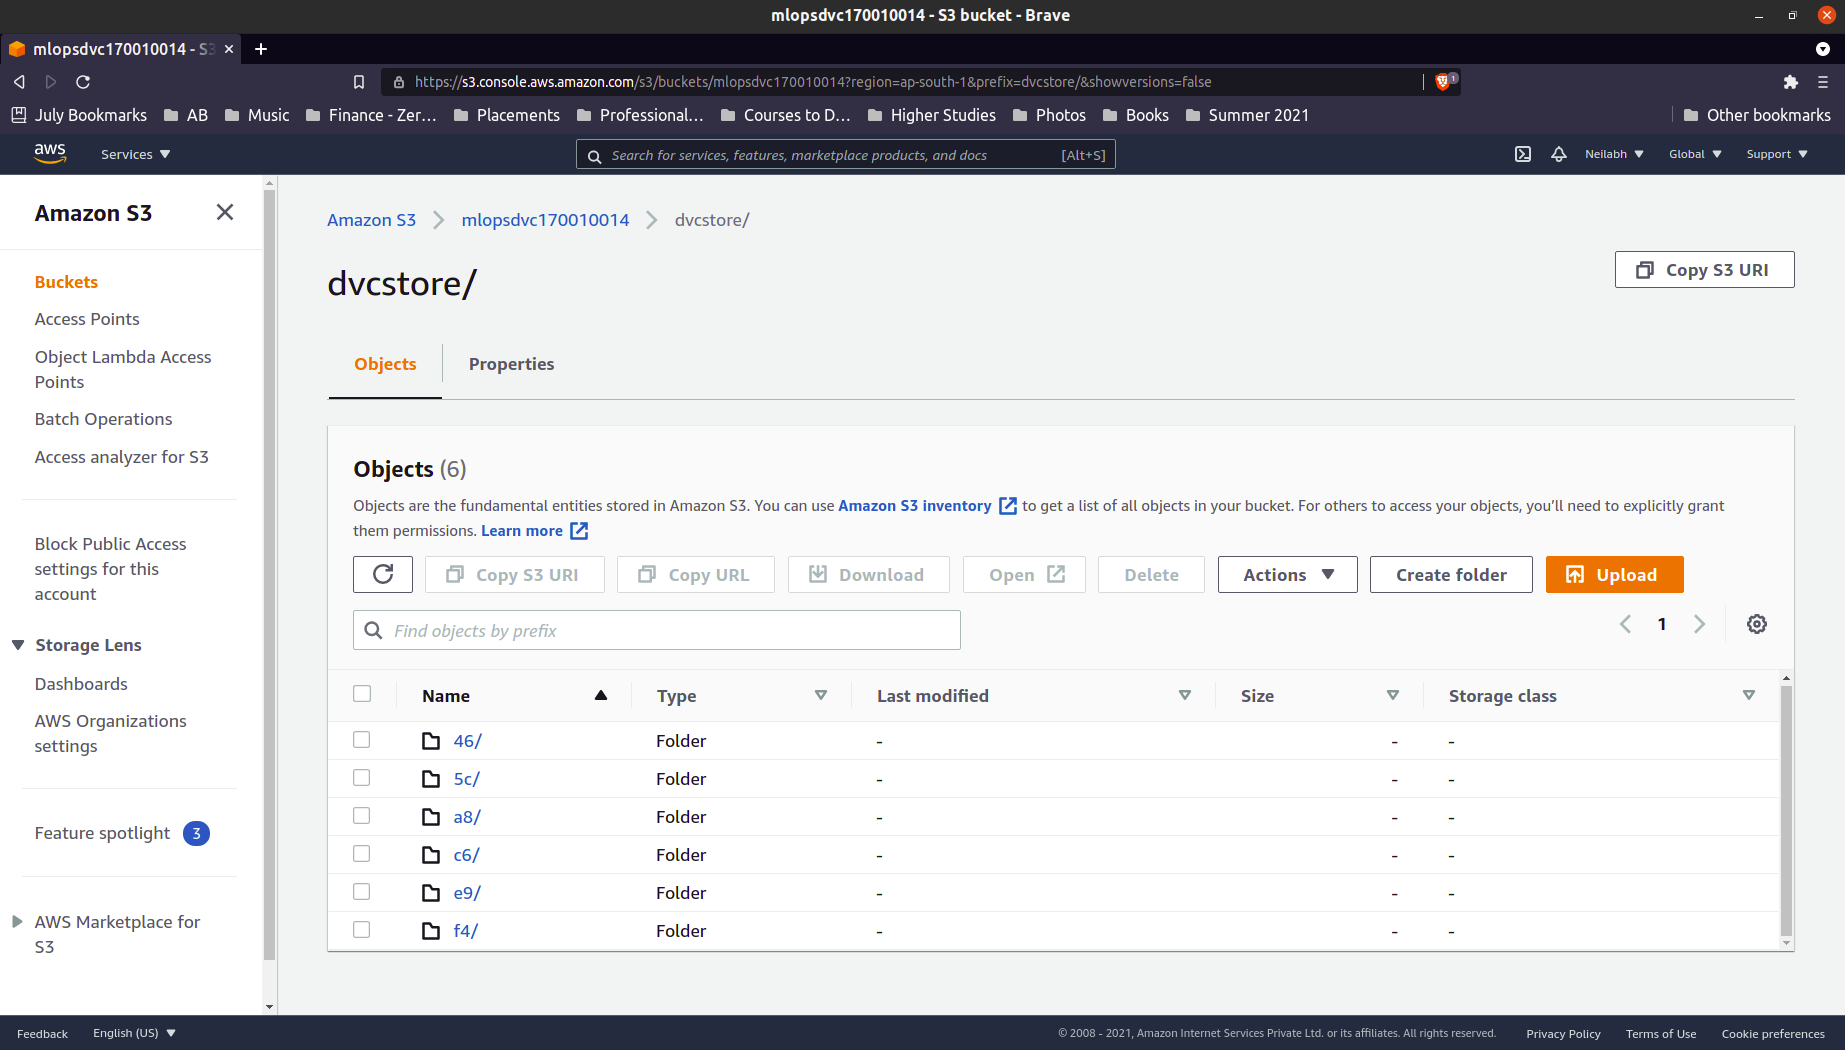 mlopsdvc170010014 - S3 bucket - Brave
mlopsdvc170010014 - S3
https://s3.console.aws.amazon.com/s3/buckets/mlopsdvc170010014?region=ap-south-1&prefix=dvcstore/&showversions=false
1
July Bookmarks AB Music Finance - Zer... Placements Professional... Courses to D... Higher Studies Photos Books Summer 2021 Other bookmarks
aws Services Search for services, features, marketplace products, and docs [Alt+S] Neilabh Global Support
Amazon S3
Buckets
Access Points
Object Lambda Access
Points
Batch Operations
Access analyzer for S3
Block Public Access
settings for this
account
Storage Lens
Dashboards
AWS Organizations
settings
Feature spotlight 3
AWS Marketplace for
S3
Amazon S3 mlopsdvc170010014 dvcstore/
dvcstore/
Copy S3 URI
Objects Properties
Objects (6)
Objects are the fundamental entities stored in Amazon S3. You can use Amazon S3 inventory to get a list of all objects in your bucket. For others to access your objects, you’ll need to explicitly grant
them permissions. Learn more
Copy S3 URI Copy URL Download Open Delete Actions Create folder Upload
Find objects by prefix
1
Name Type Last modified Size Storage class
46/ Folder - - -
5c/ Folder - - -
a8/ Folder - - -
c6/ Folder - - -
e9/ Folder - - -
f4/ Folder - - -
Feedback English (US) © 2008 - 2021, Amazon Internet Services Private Ltd. or its affiliates. All rights reserved. Privacy Policy Terms of Use Cookie preferences